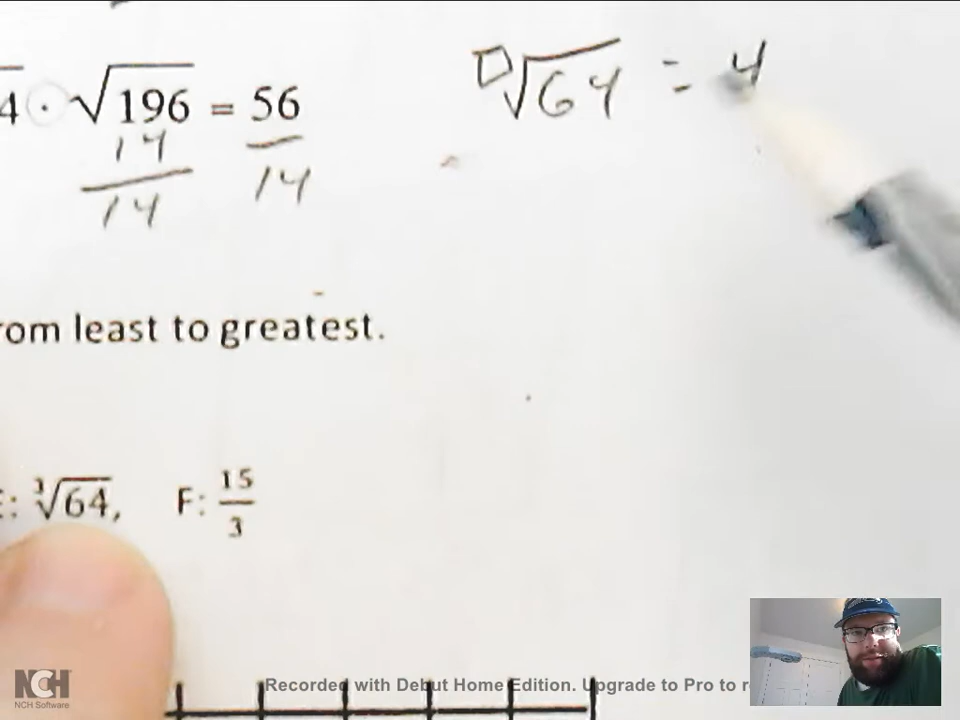 4 · √196 = 56
14
14
14
□√64 = 4
rom least to greatest.
E: ³√64, F: 15/3
NCH
NCH Software
Recorded with Debut Home Edition. Upgrade to Pro to r